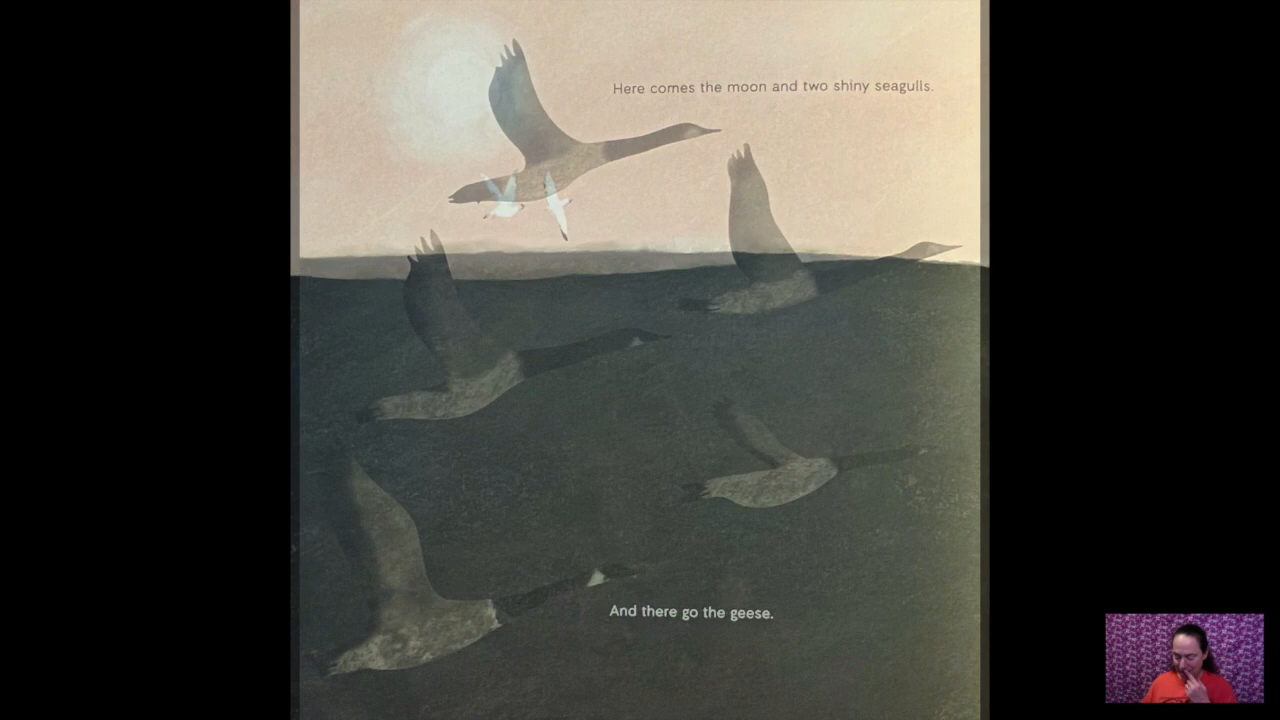 Here comes the moon and two shiny seagulls.
And there go the geese.